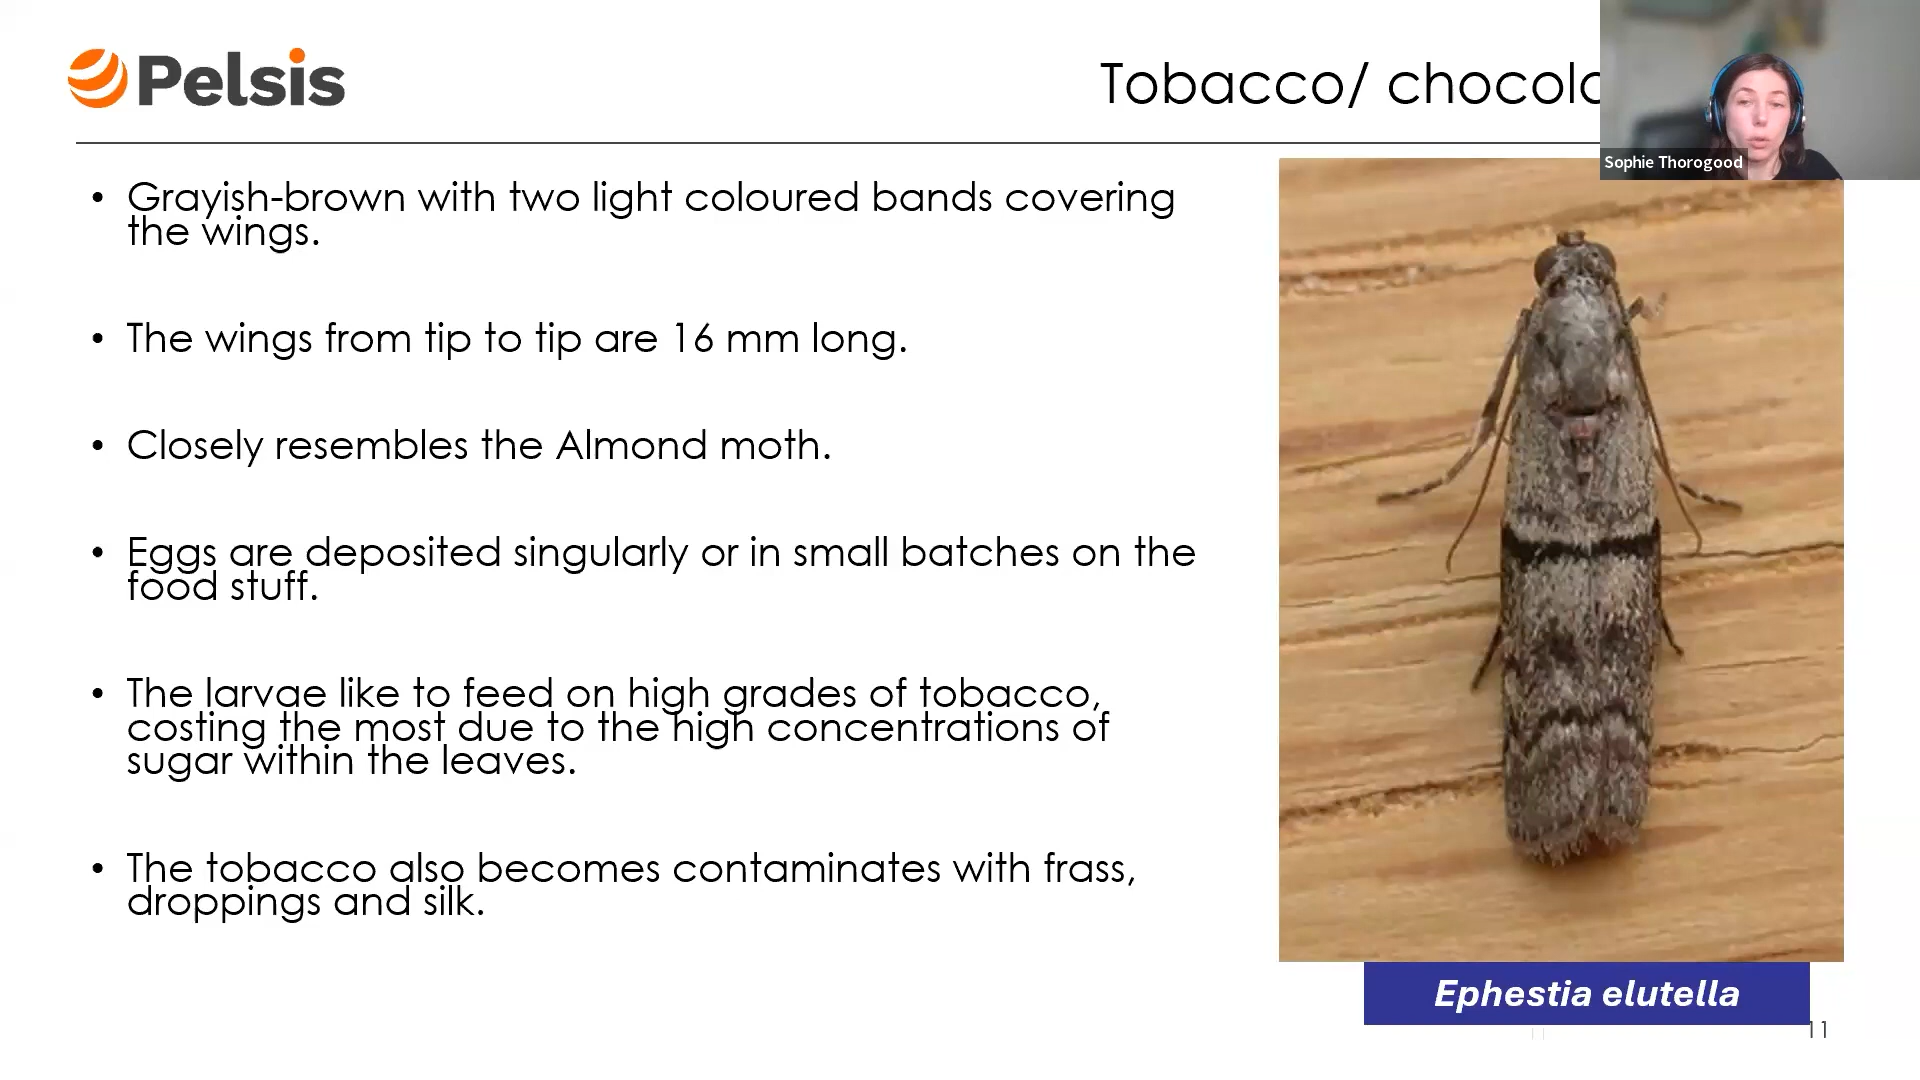 Pelsis
Tobacco/ chocol
Sophie Thorogood
• Grayish-brown with two light coloured bands covering
the wings.
• The wings from tip to tip are 16 mm long.
• Closely resembles the Almond moth.
• Eggs are deposited singularly or in small batches on the
food stuff.
• The larvae like to feed on high grades of tobacco,
costing the most due to the high concentrations of
sugar within the leaves.
• The tobacco also becomes contaminates with frass,
droppings and silk.
Ephestia elutella
11